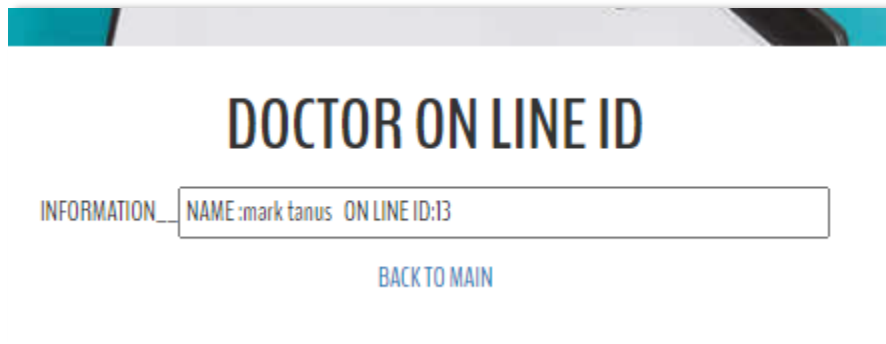 DOCTOR ON LINE ID
INFORMATION__ NAME :mark tanus ON LINE ID:13
BACK TO MAIN